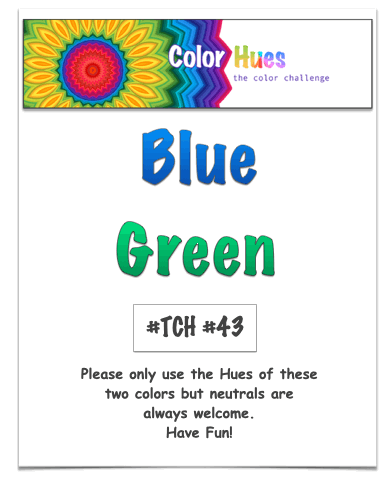 Color Hues
the color challenge
Blue
Green
#TCH #43
Please only use the Hues of these
two colors but neutrals are
always welcome.
Have Fun!